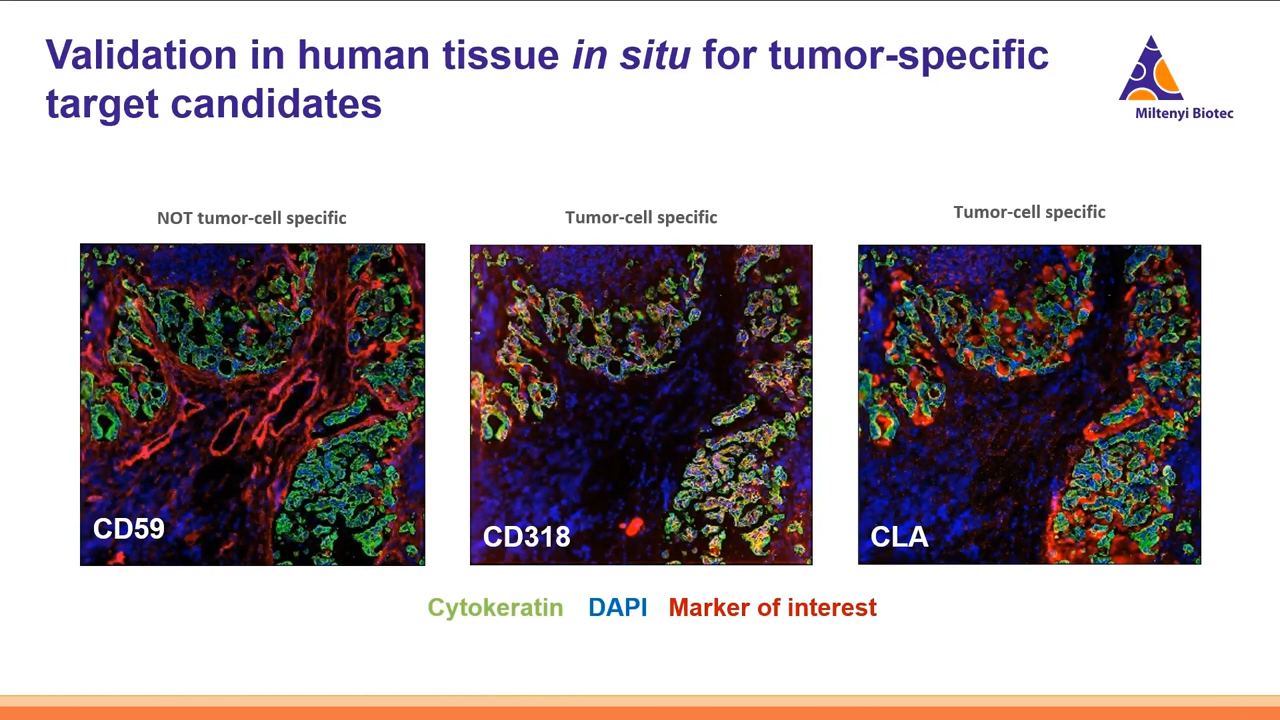 Validation in human tissue in situ for tumor-specific
target candidates
Miltenyi Biotec
NOT tumor-cell specific
Tumor-cell specific
Tumor-cell specific
CD59
CD318
CLA
Cytokeratin DAPI Marker of interest